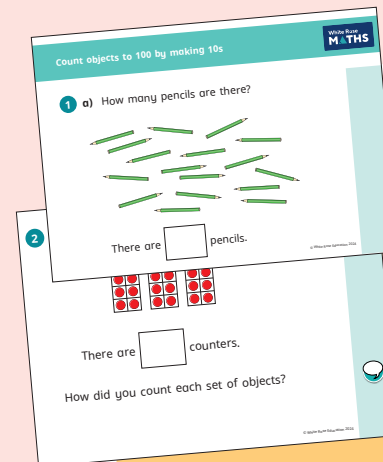 Count objects to 100 by making 10s
White Rose
MATHS
1 a) How many pencils are there?
There are pencils.
© White Rose Education 2024
2
There are counters.
How did you count each set of objects?
© White Rose Education 2024